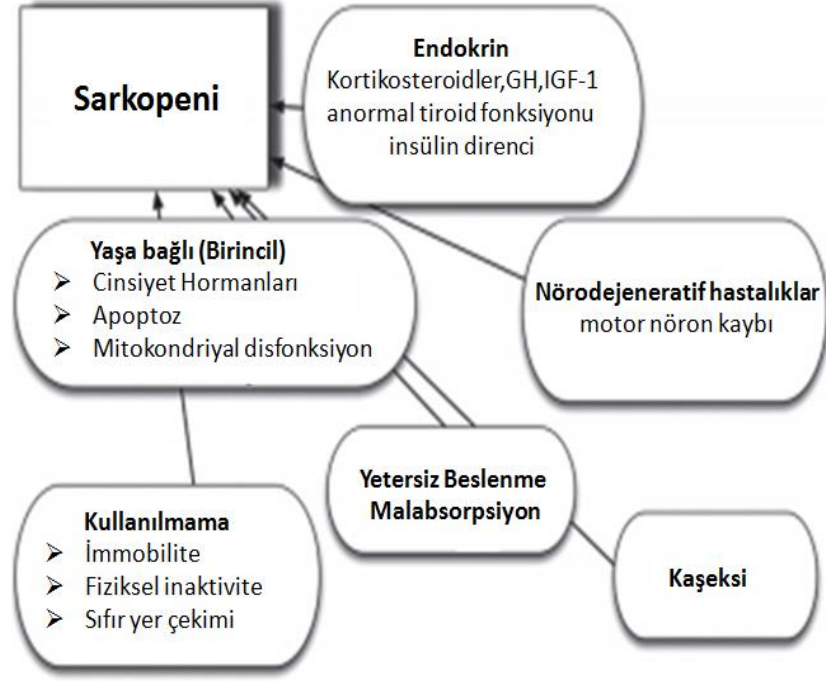 Sarkopeni
Endokrin
Kortikosteroidler,GH,IGF-1
anormal tiroid fonksiyonu
insülin direnci
Yaşa bağlı (Birincil)
➢ Cinsiyet Hormanları
➢ Apoptoz
➢ Mitokondriyal disfonksiyon
Nörodejeneratif hastalıklar
motor nöron kaybı
Yetersiz Beslenme
Malabsorpsiyon
Kullanılmama
➢ İmmobilite
➢ Fiziksel inaktivite
➢ Sıfır yer çekimi
Kaşeksi